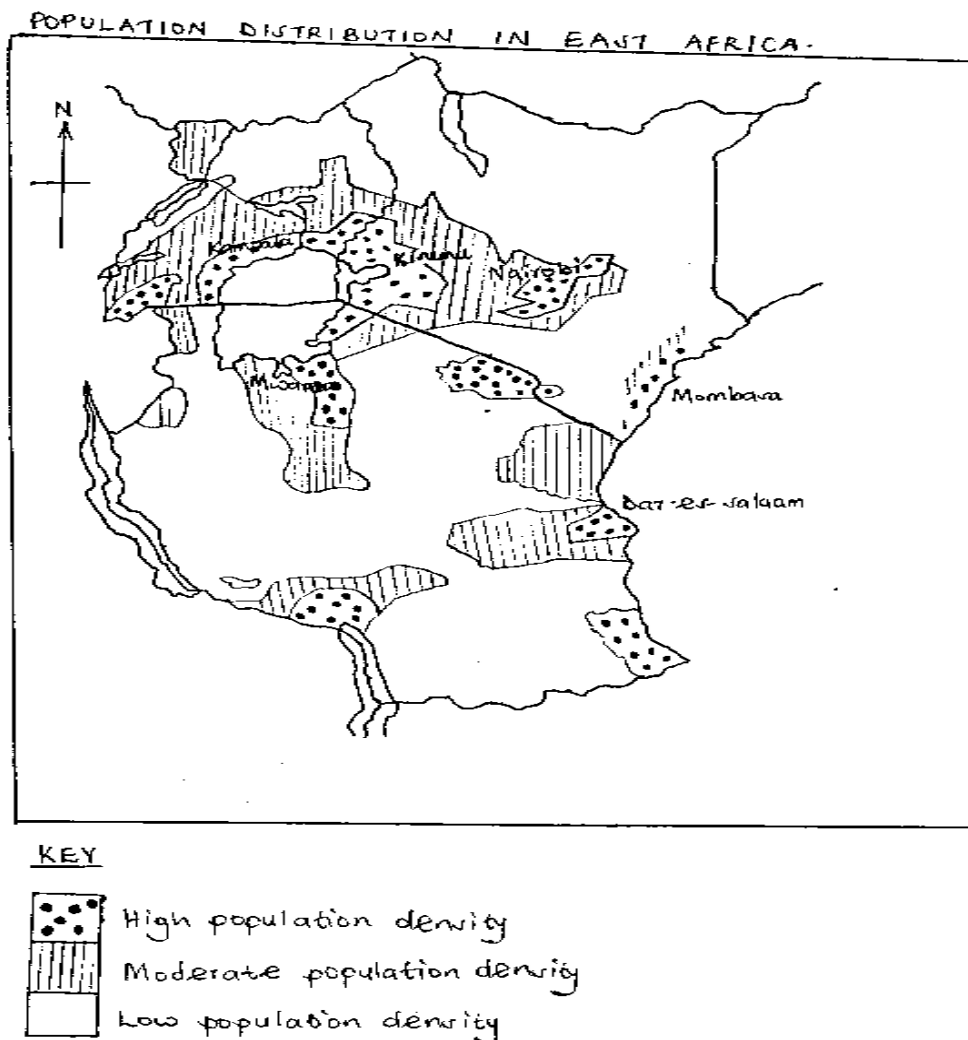 POPULATION DISTRIBUTION IN EAST AFRICA.
N
Kampala
Kisumu
Nairobi
Mwanza
Mombasa
Dar-es-salaam
KEY
High population density
Moderate population density
Low population density